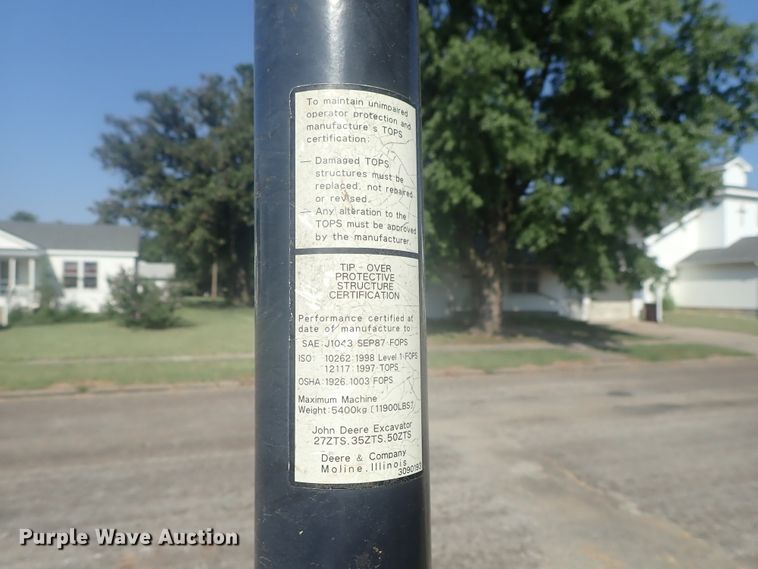 To maintain unimpaired
operator protection and
manufacture's TOPS
certification:
— Damaged TOPS
structures must be
replaced, not repaired
or revised.
— Any alteration to the
TOPS must be approved
by the manufacturer.
TIP-OVER
PROTECTIVE
STRUCTURE
CERTIFICATION
Performance certified at
date of manufacture to
SAE:J1043 SEP87 FOPS
ISO: 10262:1998 Level 1 FOPS
12117:1997 TOPS
OSHA:1926.1003 FOPS
Maximum Machine
Weight:5400kg (11900LBS)
John Deere Excavator
27ZTS.35ZTS.50ZTS
Deere & Company
Moline.Illinois
3090193
Purple Wave Auction